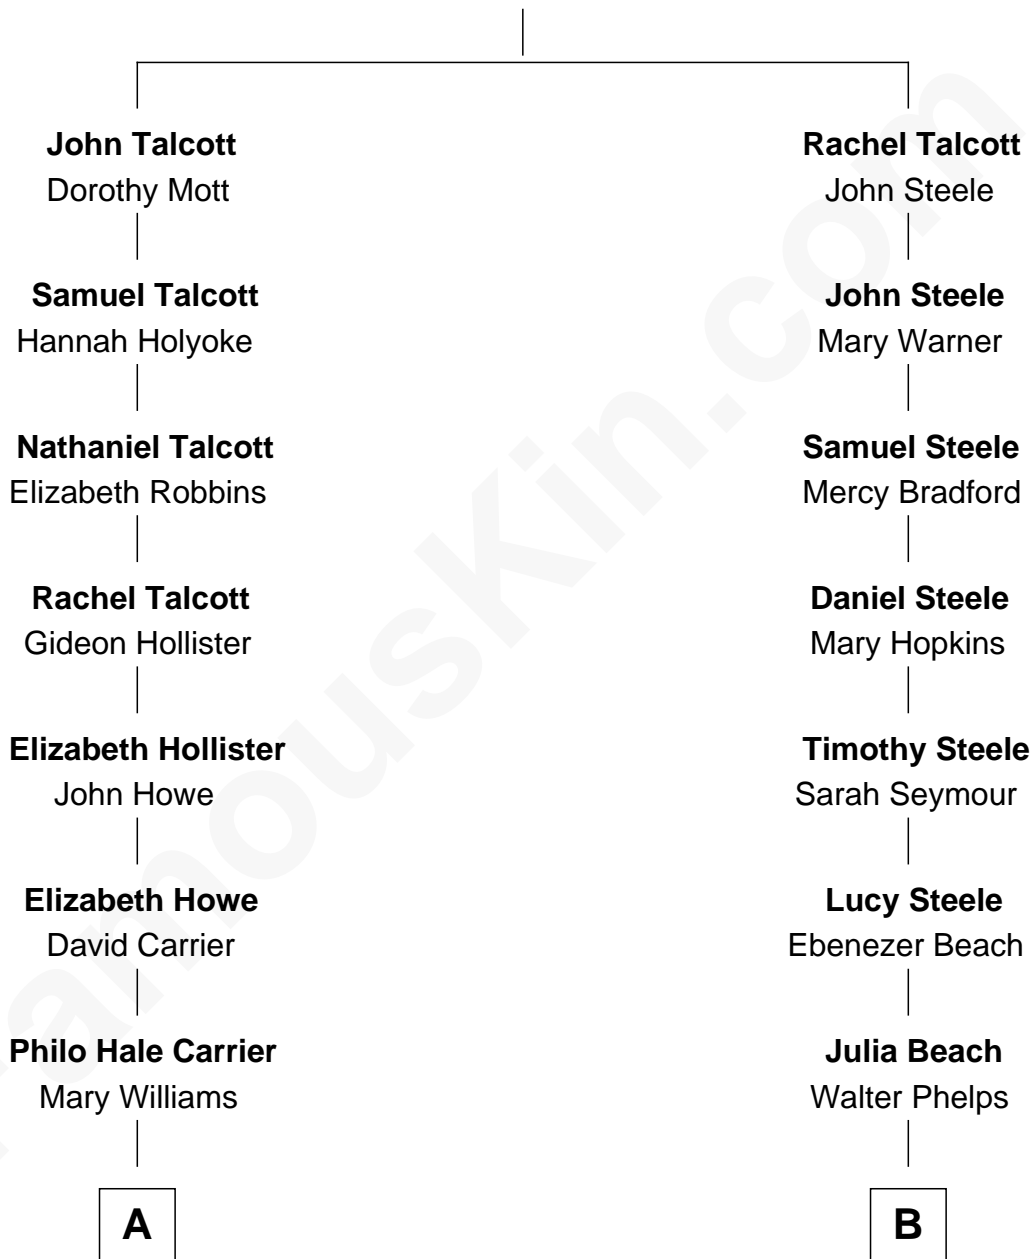 John Talcott
Dorothy Mott
Rachel Talcott
John Steele
Samuel Talcott
Hannah Holyoke
John Steele
Mary Warner
Nathaniel Talcott
Elizabeth Robbins
Samuel Steele
Mercy Bradford
Rachel Talcott
Gideon Hollister
Daniel Steele
Mary Hopkins
Elizabeth Hollister
John Howe
Timothy Steele
Sarah Seymour
Elizabeth Howe
David Carrier
Lucy Steele
Ebenezer Beach
Philo Hale Carrier
Mary Williams
Julia Beach
Walter Phelps
A
B
FamousKin.com